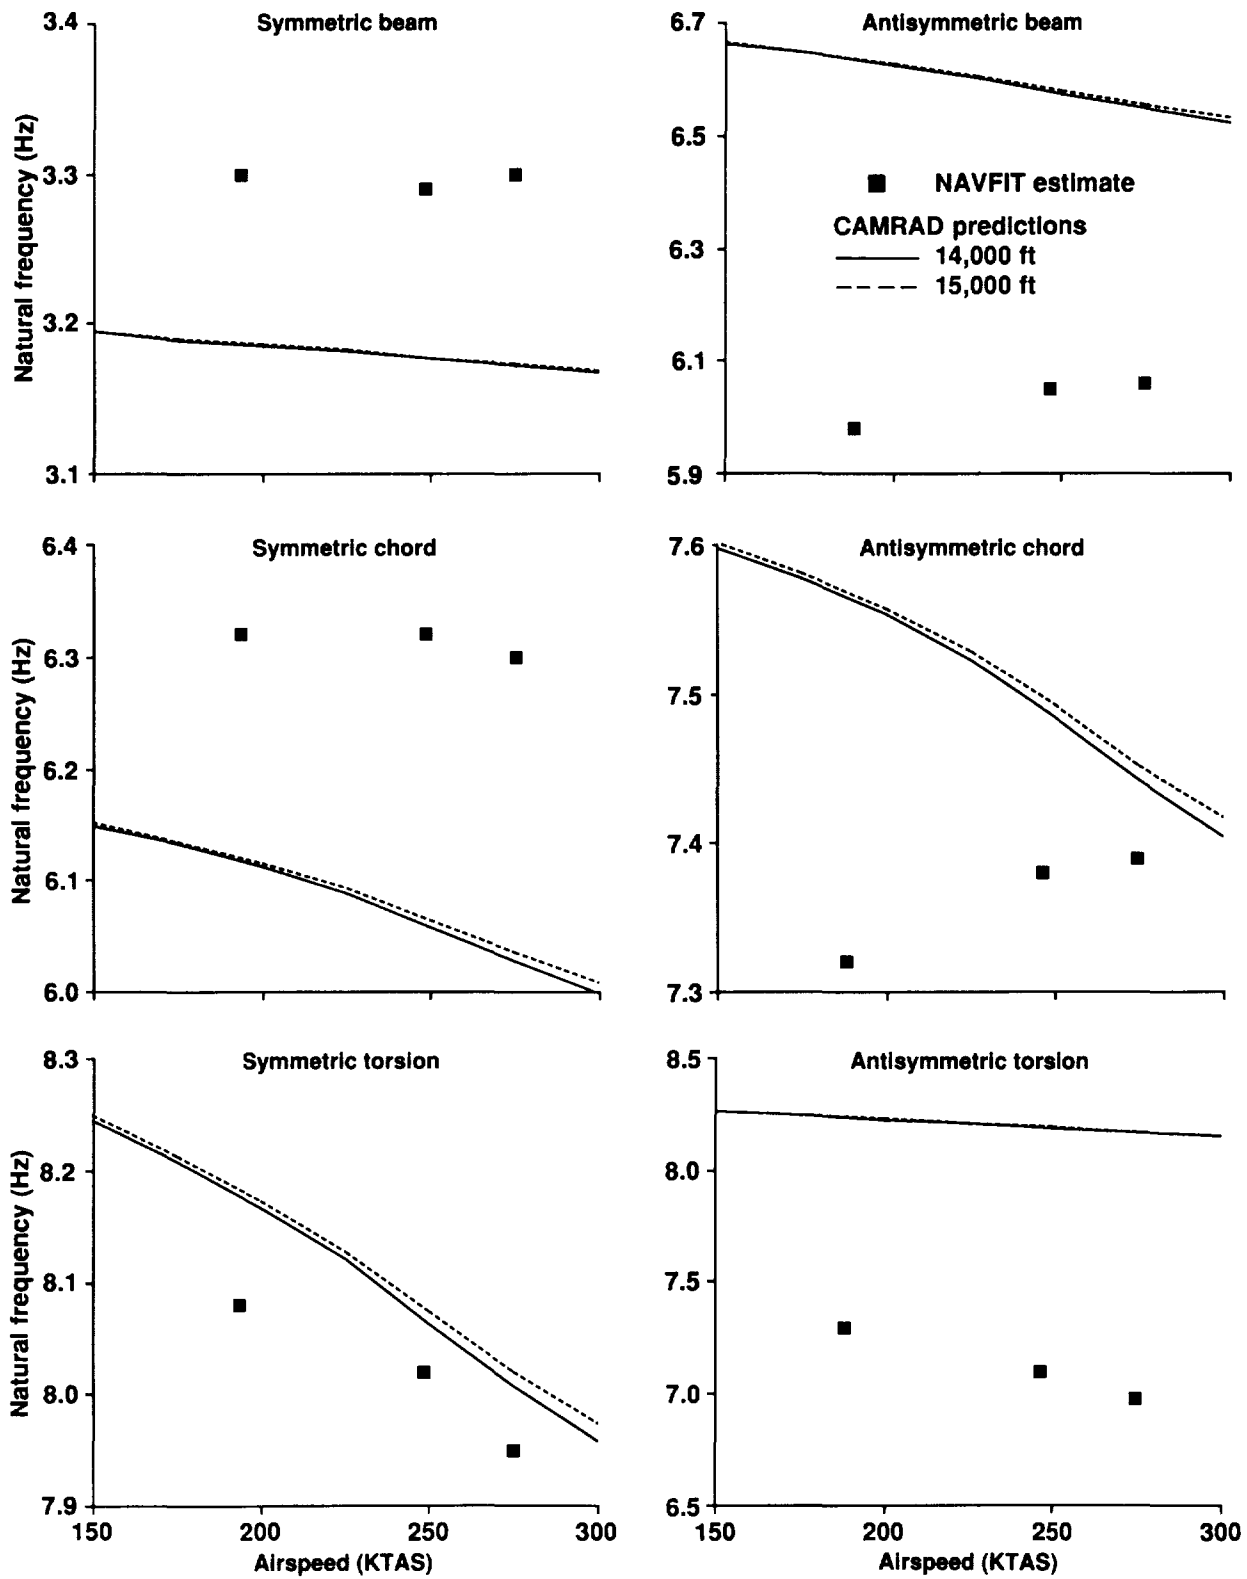 Symmetric beam
3.4
3.3
3.2
3.1
Natural frequency (Hz)
150
200
250
300
Antisymmetric beam
6.7
6.5
6.3
6.1
5.9
NAVFIT estimate
CAMRAD predictions
14,000 ft
15,000 ft
Symmetric chord
6.4
6.3
6.2
6.1
6.0
Natural frequency (Hz)
Antisymmetric chord
7.6
7.5
7.4
7.3
Symmetric torsion
8.3
8.2
8.1
8.0
7.9
Natural frequency (Hz)
Airspeed (KTAS)
Antisymmetric torsion
8.5
8.0
7.5
7.0
6.5
150
200
250
300
Airspeed (KTAS)